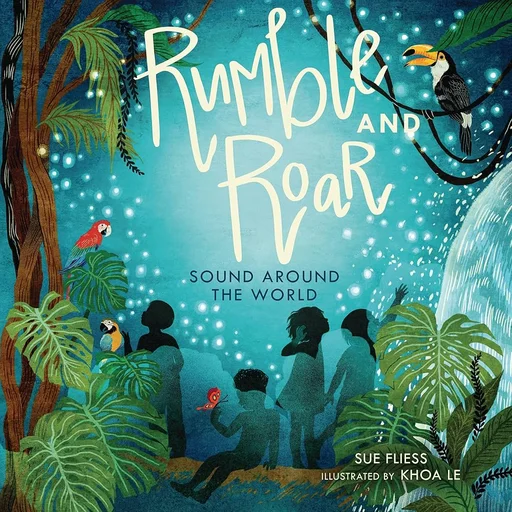 Rumble
AND
Roar
SOUND AROUND
THE WORLD
SUE FLIESS
ILLUSTRATED BY KHOA LE